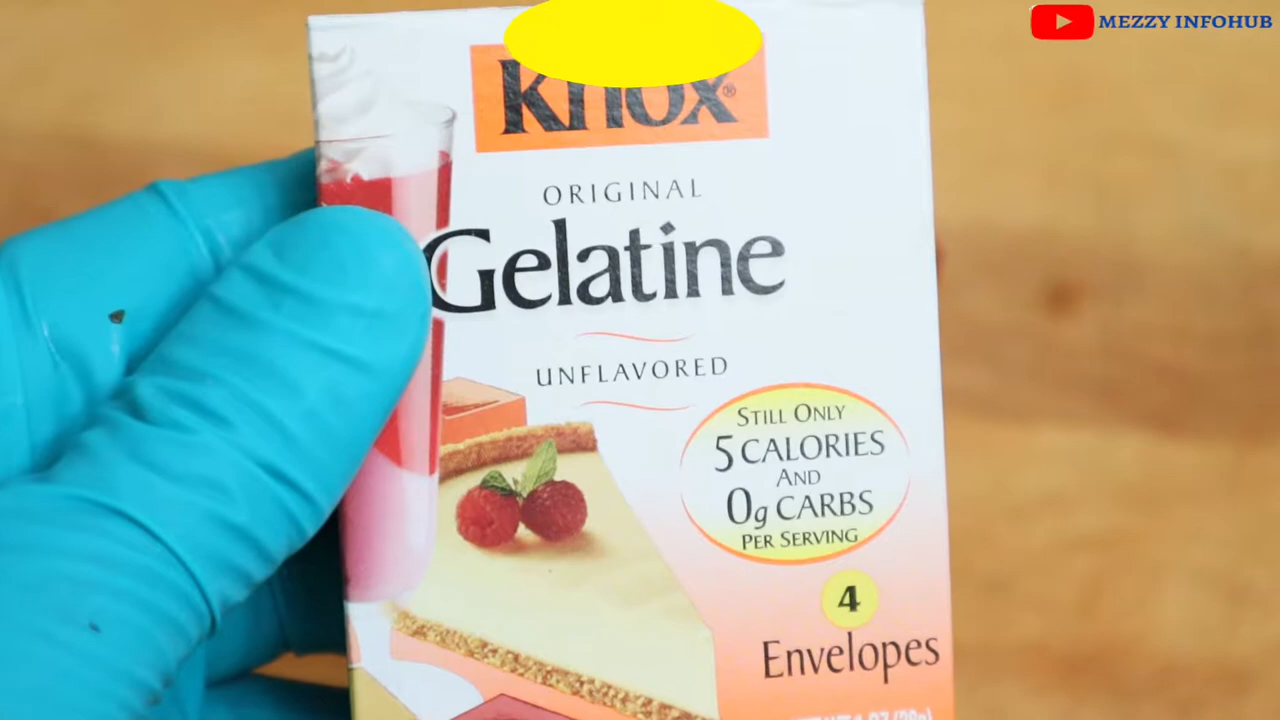 MEZZY INFOHUB
Knox®
ORIGINAL
Gelatine
UNFLAVORED
STILL ONLY
5 CALORIES
AND
0g CARBS
PER SERVING
4
Envelopes